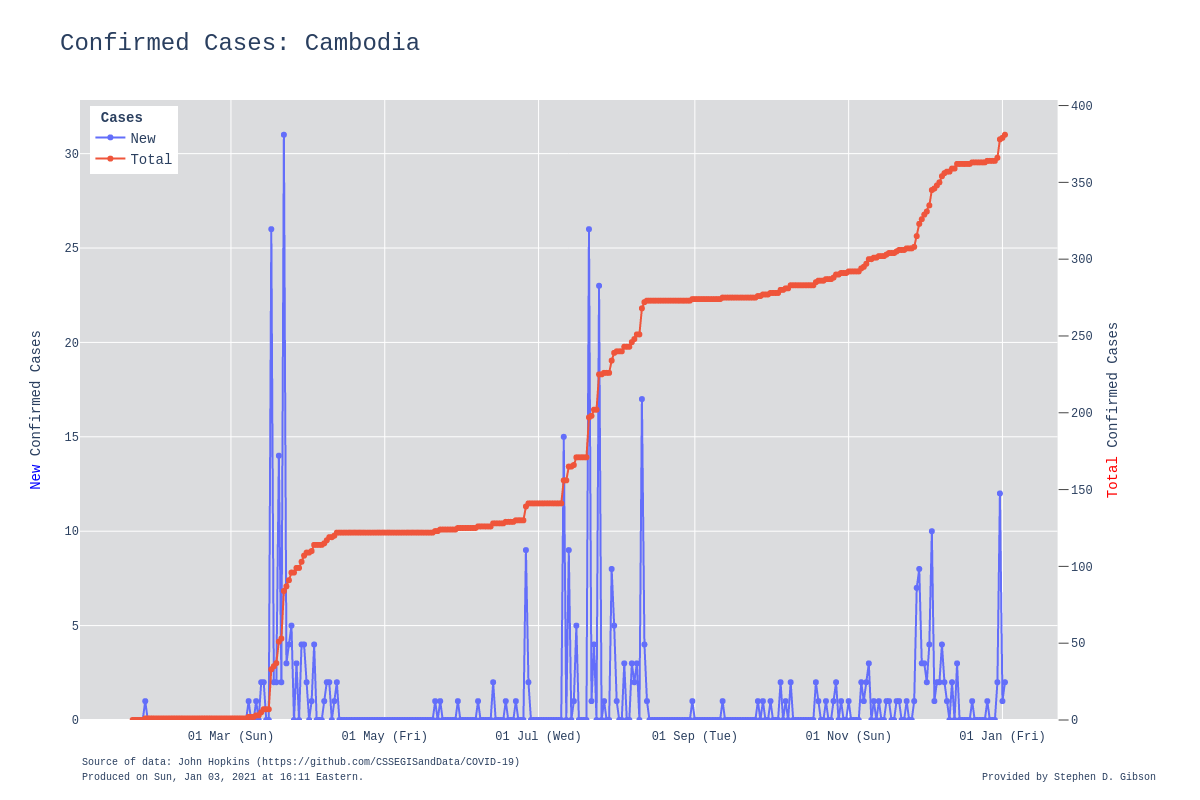 Confirmed Cases: Cambodia
Cases
New
Total
30
25
20
15
10
5
0
400
350
300
250
200
150
100
50
0
New Confirmed Cases
Total Confirmed Cases
01 Mar (Sun)
01 May (Fri)
01 Jul (Wed)
01 Sep (Tue)
01 Nov (Sun)
01 Jan (Fri)
Source of data: John Hopkins (https://github.com/CSSEGISandData/COVID-19)
Produced on Sun, Jan 03, 2021 at 16:11 Eastern.
Provided by Stephen D. Gibson